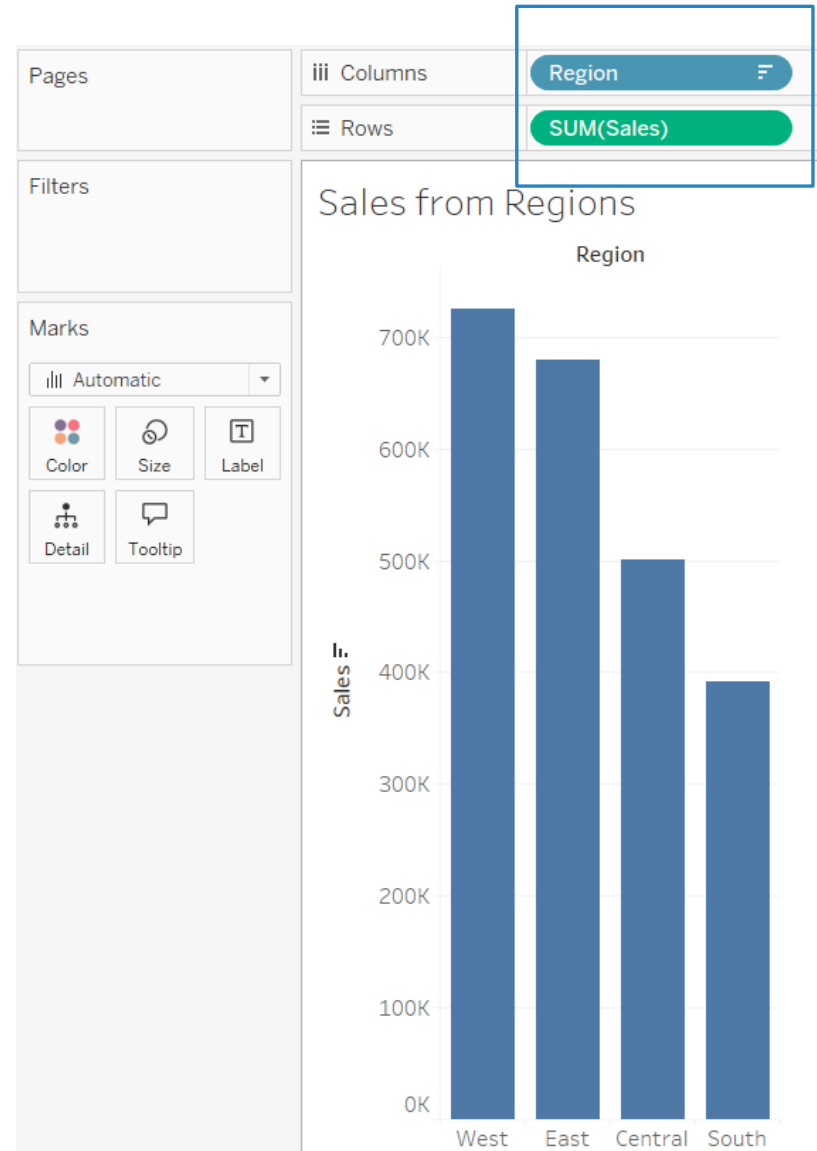 Pages
Columns
Region
Rows
SUM(Sales)
Filters
Marks
Automatic
Color
Size
Label
Detail
Tooltip
Sales from Regions
Region
Sales
700K
600K
500K
400K
300K
200K
100K
0K
West East Central South